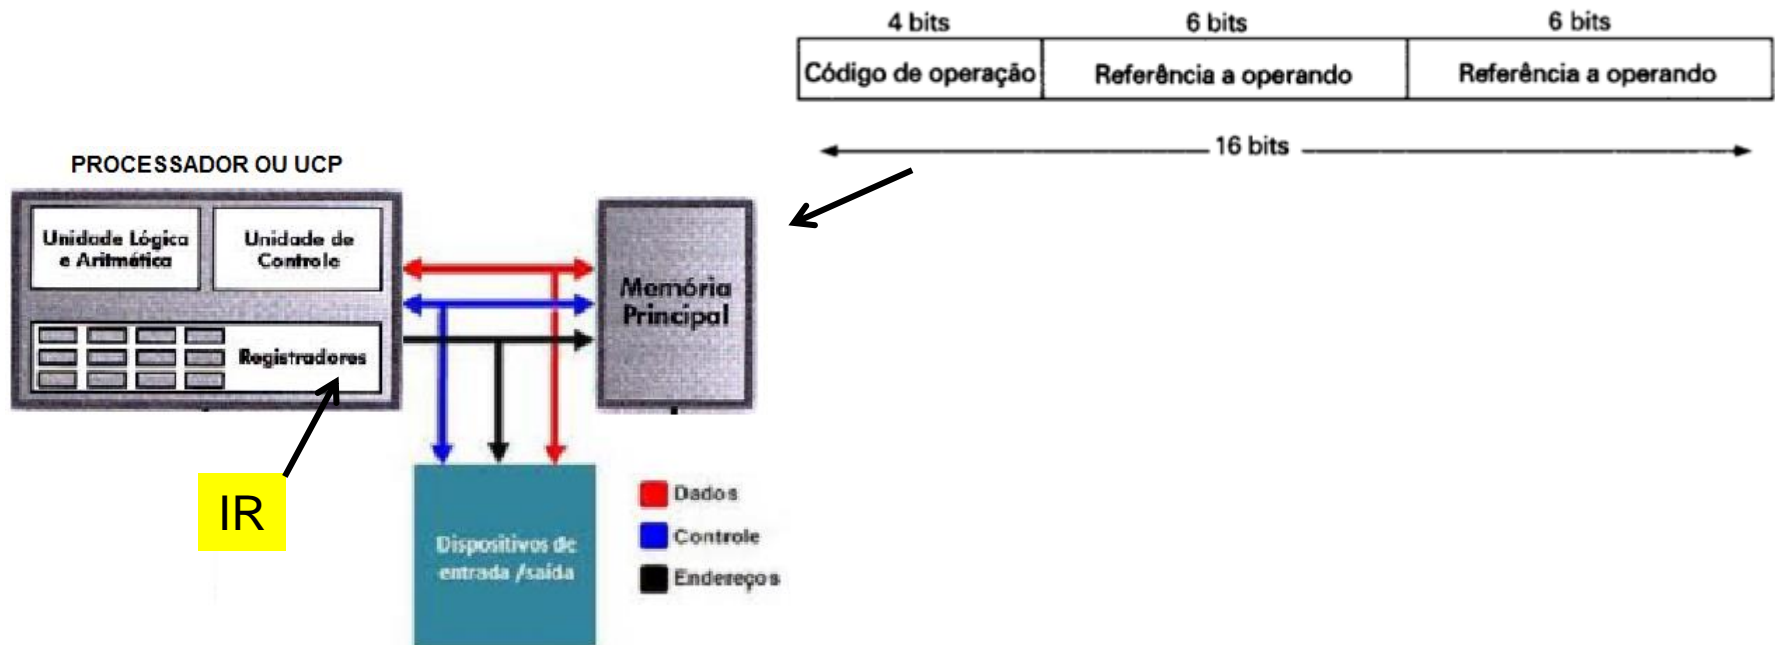 4 bits 6 bits 6 bits
Código de operação Referência a operando Referência a operando
16 bits
PROCESSADOR OU UCP
Unidade Lógica
e Aritmética
Unidade de
Controle
Registradores
Memória
Principal
IR
Dispositivos de
entrada /saída
Dados
Controle
Endereços